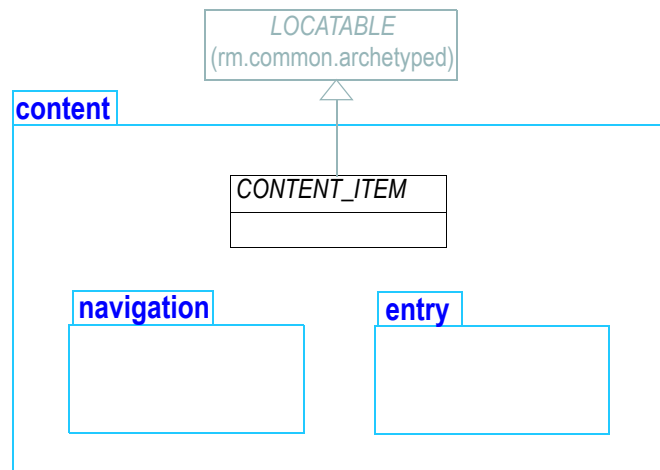 LOCATABLE
(rm.common.archetyped)
content
CONTENT_ITEM
navigation
entry